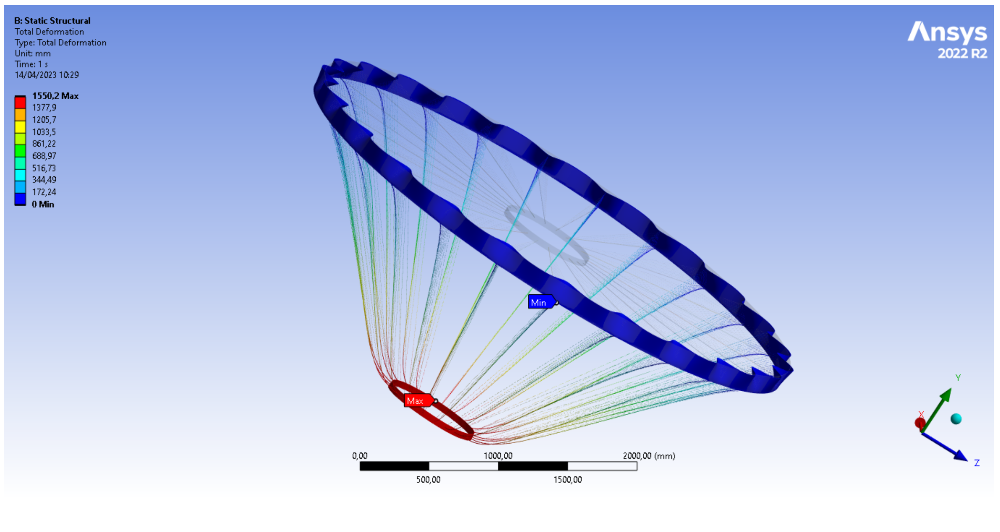 B: Static Structural
Total Deformation
Type: Total Deformation
Unit: mm
Time: 1 s
14/04/2023 10:29
1550,2 Max
1377,9
1205,7
1033,5
861,22
688,97
516,73
344,49
172,24
0 Min
Ansys
2022 R2
Min
Max
0,00 1000,00 2000,00 (mm)
500,00 1500,00
Y
X
Z